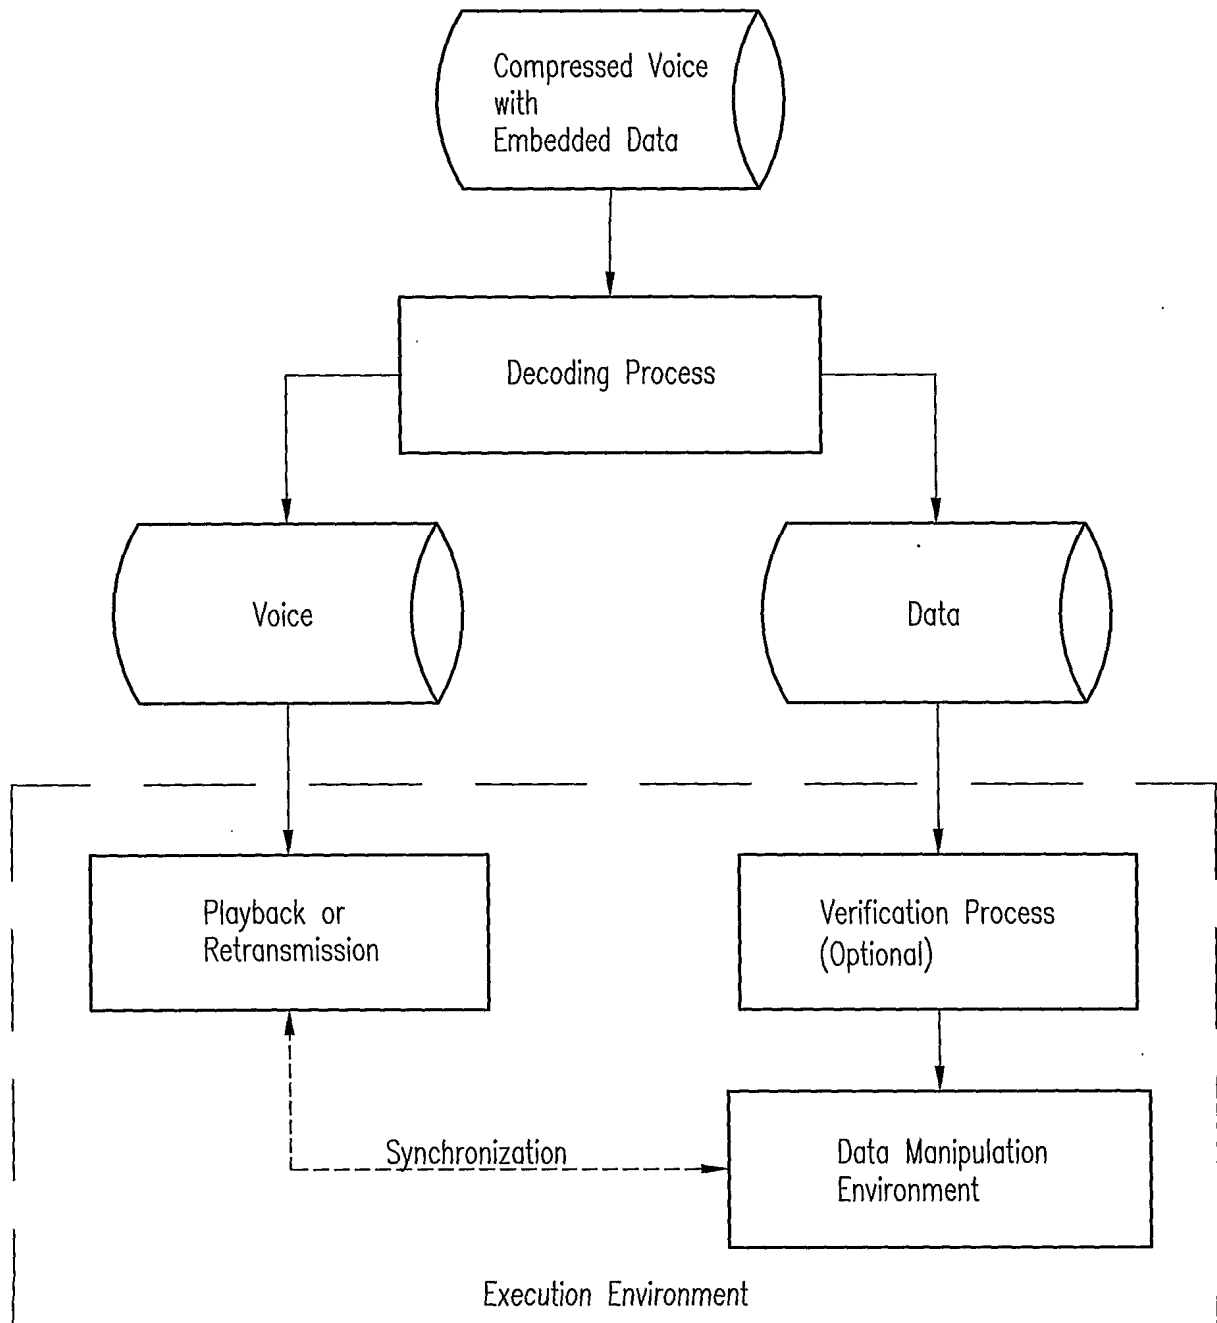 Compressed Voice
with
Embedded Data
Decoding Process
Voice
Data
Playback or
Retransmission
Verification Process
(Optional)
Synchronization
Data Manipulation
Environment
Execution Environment